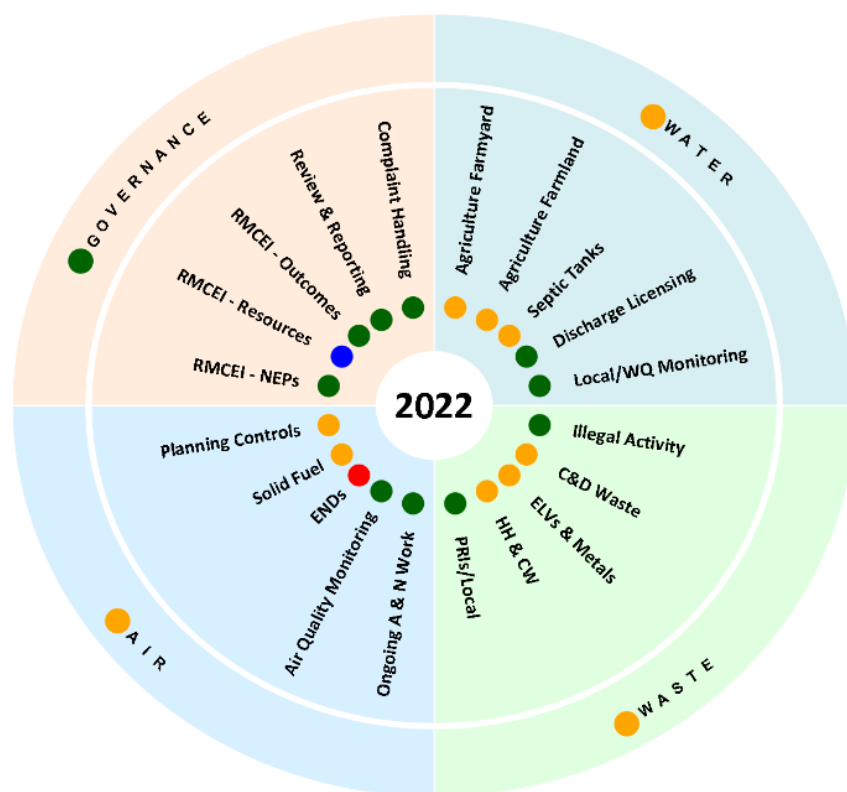 GOVERNANCE
Complaint Handling
Review & Reporting
RMCEI - Outcomes
RMCEI - Resources
RMCEI - NEPs
WATER
Agriculture Farmyard
Agriculture Farmland
Septic Tanks
Discharge Licensing
Local/WQ Monitoring
2022
Planning Controls
Solid Fuel
ENDs
Air Quality Monitoring
Ongoing A & N Work
AIR
Illegal Activity
C&D Waste
ELVs & Metals
HH & CW
PRIs/Local
WASTE